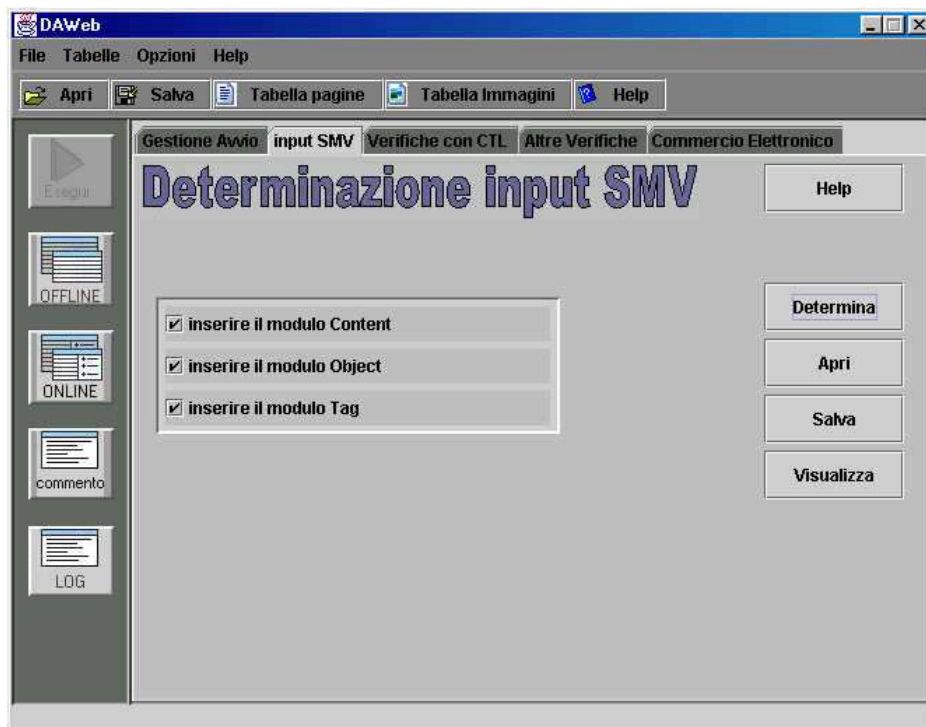 DAWeb
File Tabelle Opzioni Help
Apri Salva Tabella pagine Tabella Immagini Help
Gestione Avvio input SMV Verifiche con CTL Altre Verifiche Commercio Elettronico
Esegui
Determinazione input SMV
Help
OFFLINE
inserire il modulo Content
Determina
inserire il modulo Object
Apri
ONLINE
inserire il modulo Tag
Salva
commento
Visualizza
LOG